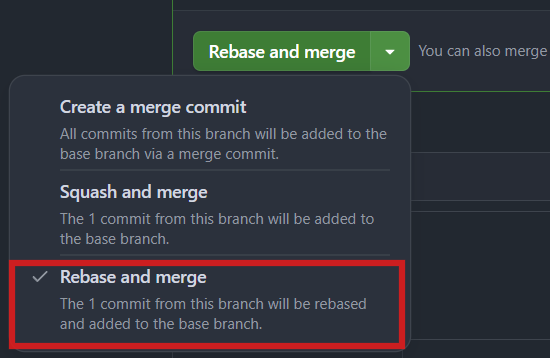 Rebase and merge
You can also merge
Create a merge commit
All commits from this branch will be added to the
base branch via a merge commit.
Squash and merge
The 1 commit from this branch will be added to
the base branch.
Rebase and merge
The 1 commit from this branch will be rebased
and added to the base branch.